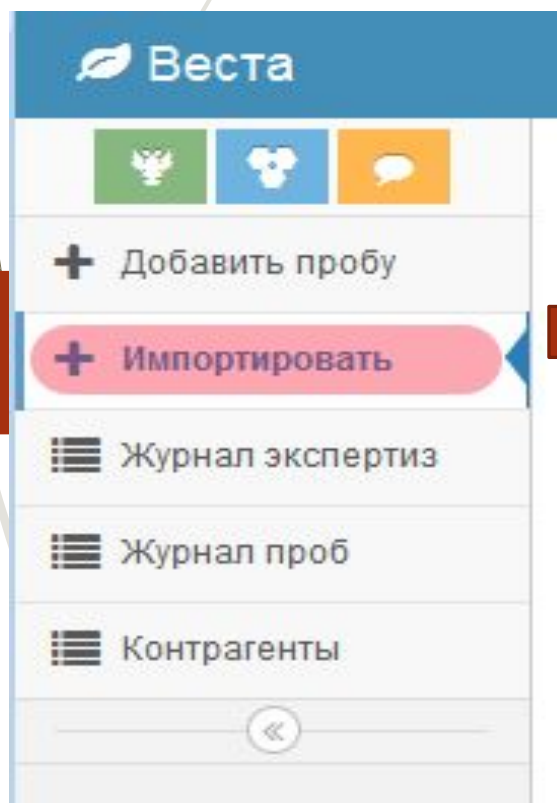 Веста
Добавить пробу
Импортировать
Журнал экспертиз
Журнал проб
Контрагенты